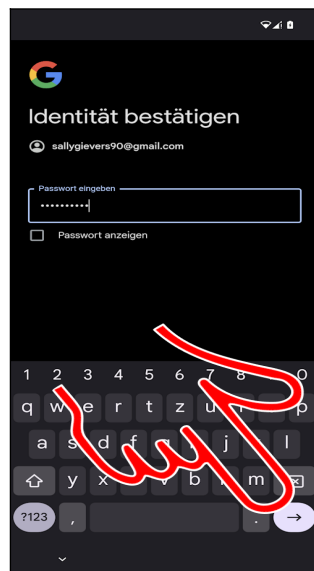 Identität bestätigen
sallygievers90@gmail.com
Passwort eingeben
••••••••••
Passwort anzeigen
1 2 3 4 5 6 7 8 0
q w e r t z u p
a s d f j l
y x v b m
?123 , .